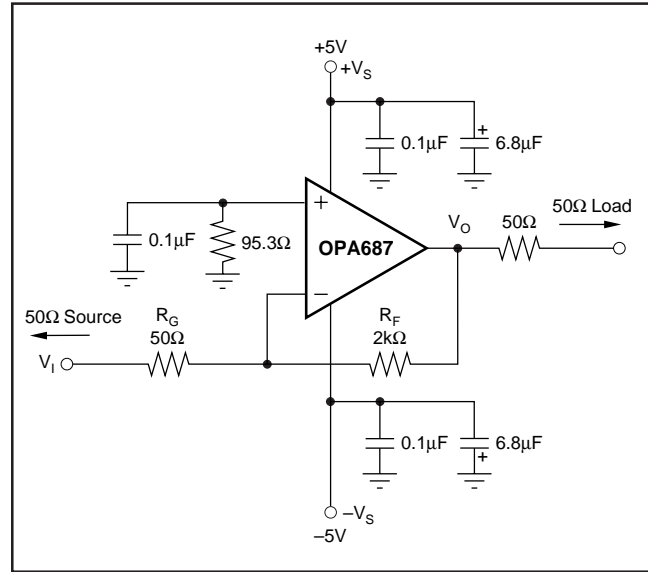 +5V
+V_S
0.1µF
6.8µF
+
+
0.1µF
95.3Ω
OPA687
V_O
50Ω
50Ω Load
–
50Ω Source
R_G
50Ω
R_F
2kΩ
V_I
0.1µF
6.8µF
+
–V_S
–5V